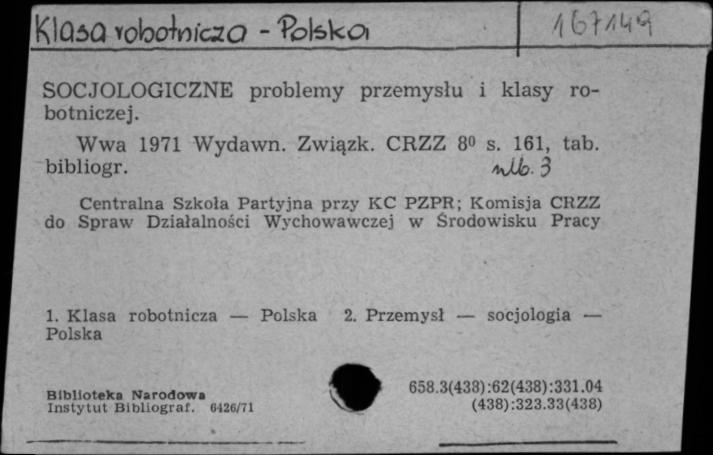 Klasa robotnicza - Polska 167149
SOCJOLOGICZNE problemy przemysłu i klasy ro-
botniczej.
Wwa 1971 Wydawn. Związk. CRZZ 8⁰ s. 161, tab.
bibliogr. nlb. 3
Centralna Szkoła Partyjna przy KC PZPR; Komisja CRZZ
do Spraw Działalności Wychowawczej w Środowisku Pracy
1. Klasa robotnicza — Polska 2. Przemysł — socjologia —
Polska
Biblioteka Narodowa 658.3(438):62(438):331.04
Instytut Bibliograf. 6426/71 (438):323.33(438)